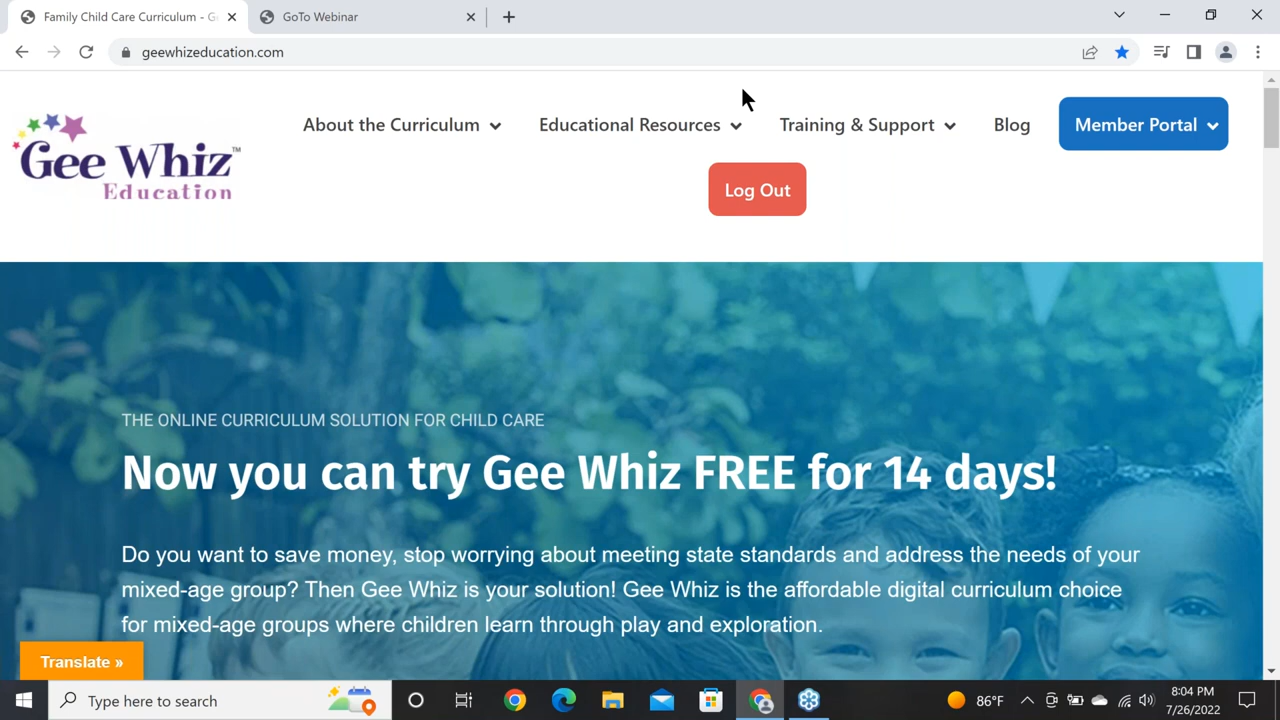 Family Child Care Curriculum - G
GoTo Webinar
geewhizeducation.com
Gee Whiz™
Education
About the Curriculum
Educational Resources
Training & Support
Blog
Member Portal
Log Out
THE ONLINE CURRICULUM SOLUTION FOR CHILD CARE
Now you can try Gee Whiz FREE for 14 days!
Do you want to save money, stop worrying about meeting state standards and address the needs of your
mixed-age group? Then Gee Whiz is your solution! Gee Whiz is the affordable digital curriculum choice
for mixed-age groups where children learn through play and exploration.
Translate »
Type here to search
86°F
8:04 PM
7/26/2022